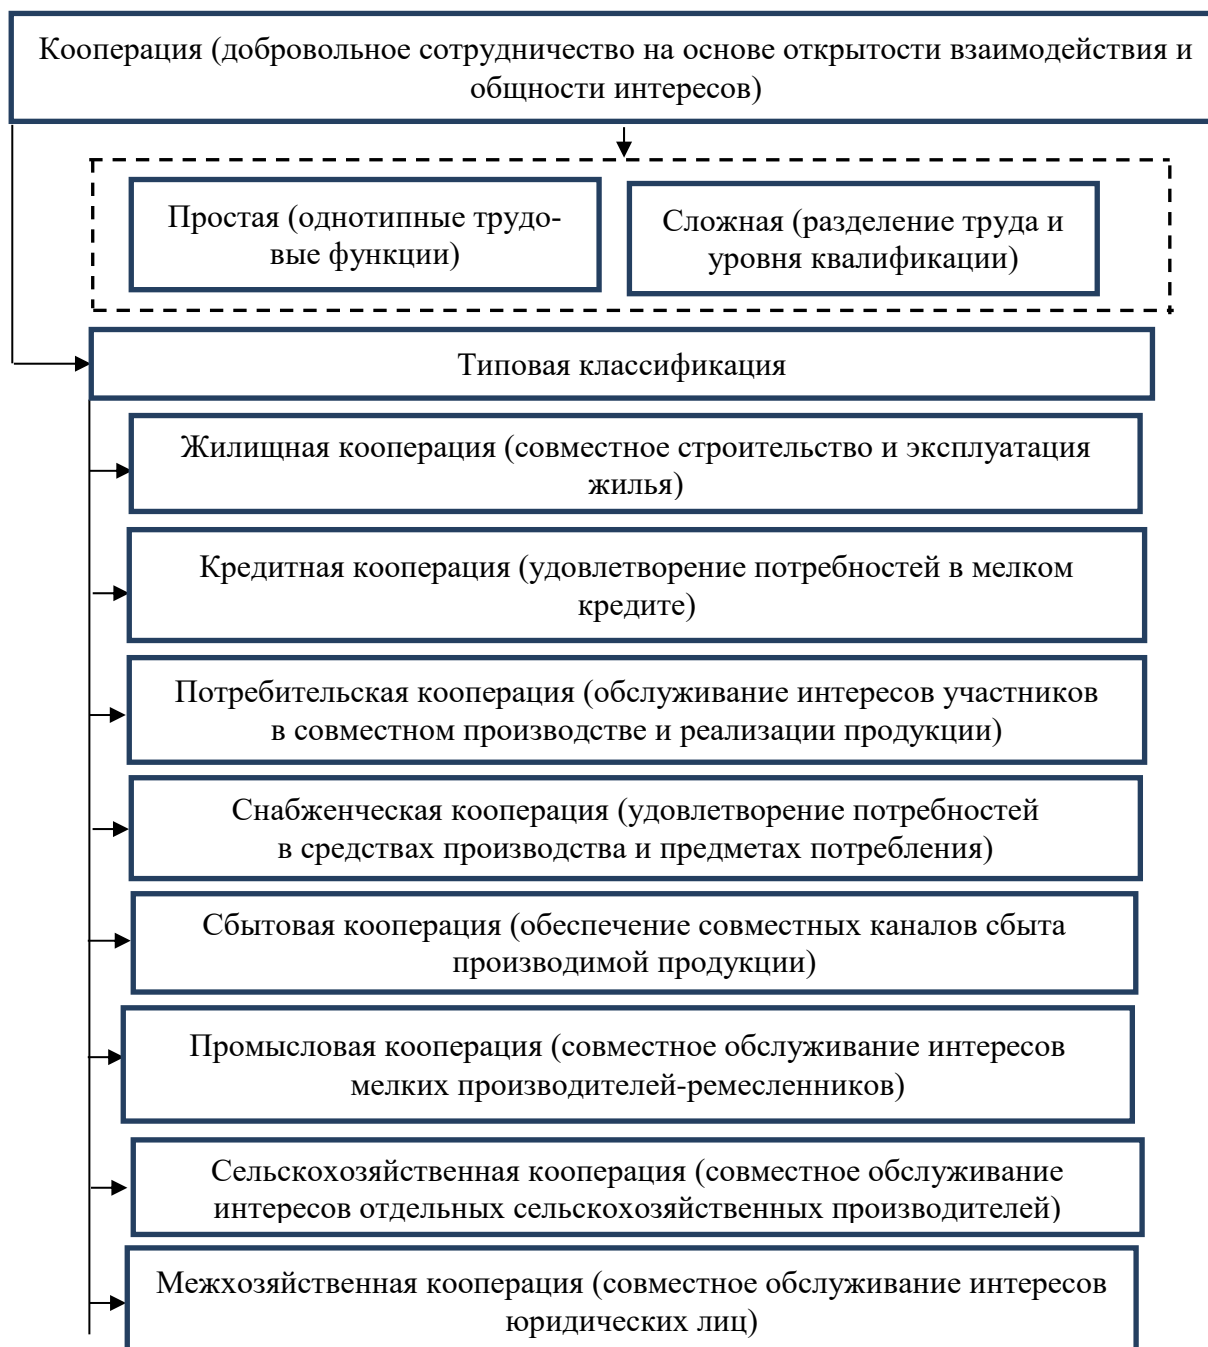 Кооперация (добровольное сотрудничество на основе открытости взаимодействия и
общности интересов)
Простая (однотипные трудо-
вые функции)
Сложная (разделение труда и
уровня квалификации)
Типовая классификация
Жилищная кооперация (совместное строительство и эксплуатация
жилья)
Кредитная кооперация (удовлетворение потребностей в мелком
кредите)
Потребительская кооперация (обслуживание интересов участников
в совместном производстве и реализации продукции)
Снабженческая кооперация (удовлетворение потребностей
в средствах производства и предметах потребления)
Сбытовая кооперация (обеспечение совместных каналов сбыта
производимой продукции)
Промысловая кооперация (совместное обслуживание интересов
мелких производителей-ремесленников)
Сельскохозяйственная кооперация (совместное обслуживание
интересов отдельных сельскохозяйственных производителей)
Межхозяйственная кооперация (совместное обслуживание интересов
юридических лиц)